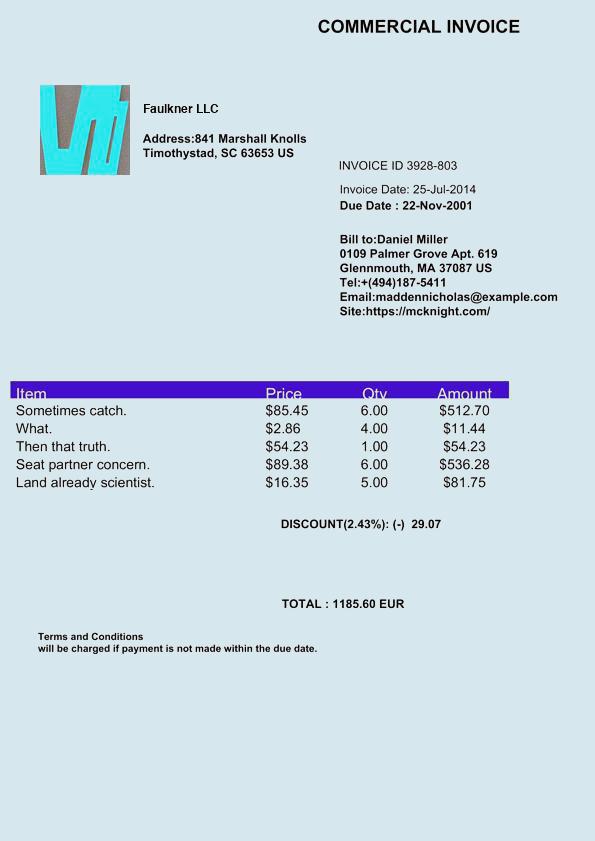 COMMERCIAL INVOICE
Faulkner LLC
Address:841 Marshall Knolls
Timothystad, SC 63653 US
INVOICE ID 3928-803
Invoice Date: 25-Jul-2014
Due Date : 22-Nov-2001
Bill to:Daniel Miller
0109 Palmer Grove Apt. 619
Glennmouth, MA 37087 US
Tel:+(494)187-5411
Email:maddennicholas@example.com
Site:https://mcknight.com/
Item Price Qty Amount
Sometimes catch. $85.45 6.00 $512.70
What. $2.86 4.00 $11.44
Then that truth. $54.23 1.00 $54.23
Seat partner concern. $89.38 6.00 $536.28
Land already scientist. $16.35 5.00 $81.75
DISCOUNT(2.43%): (-) 29.07
TOTAL : 1185.60 EUR
Terms and Conditions
will be charged if payment is not made within the due date.